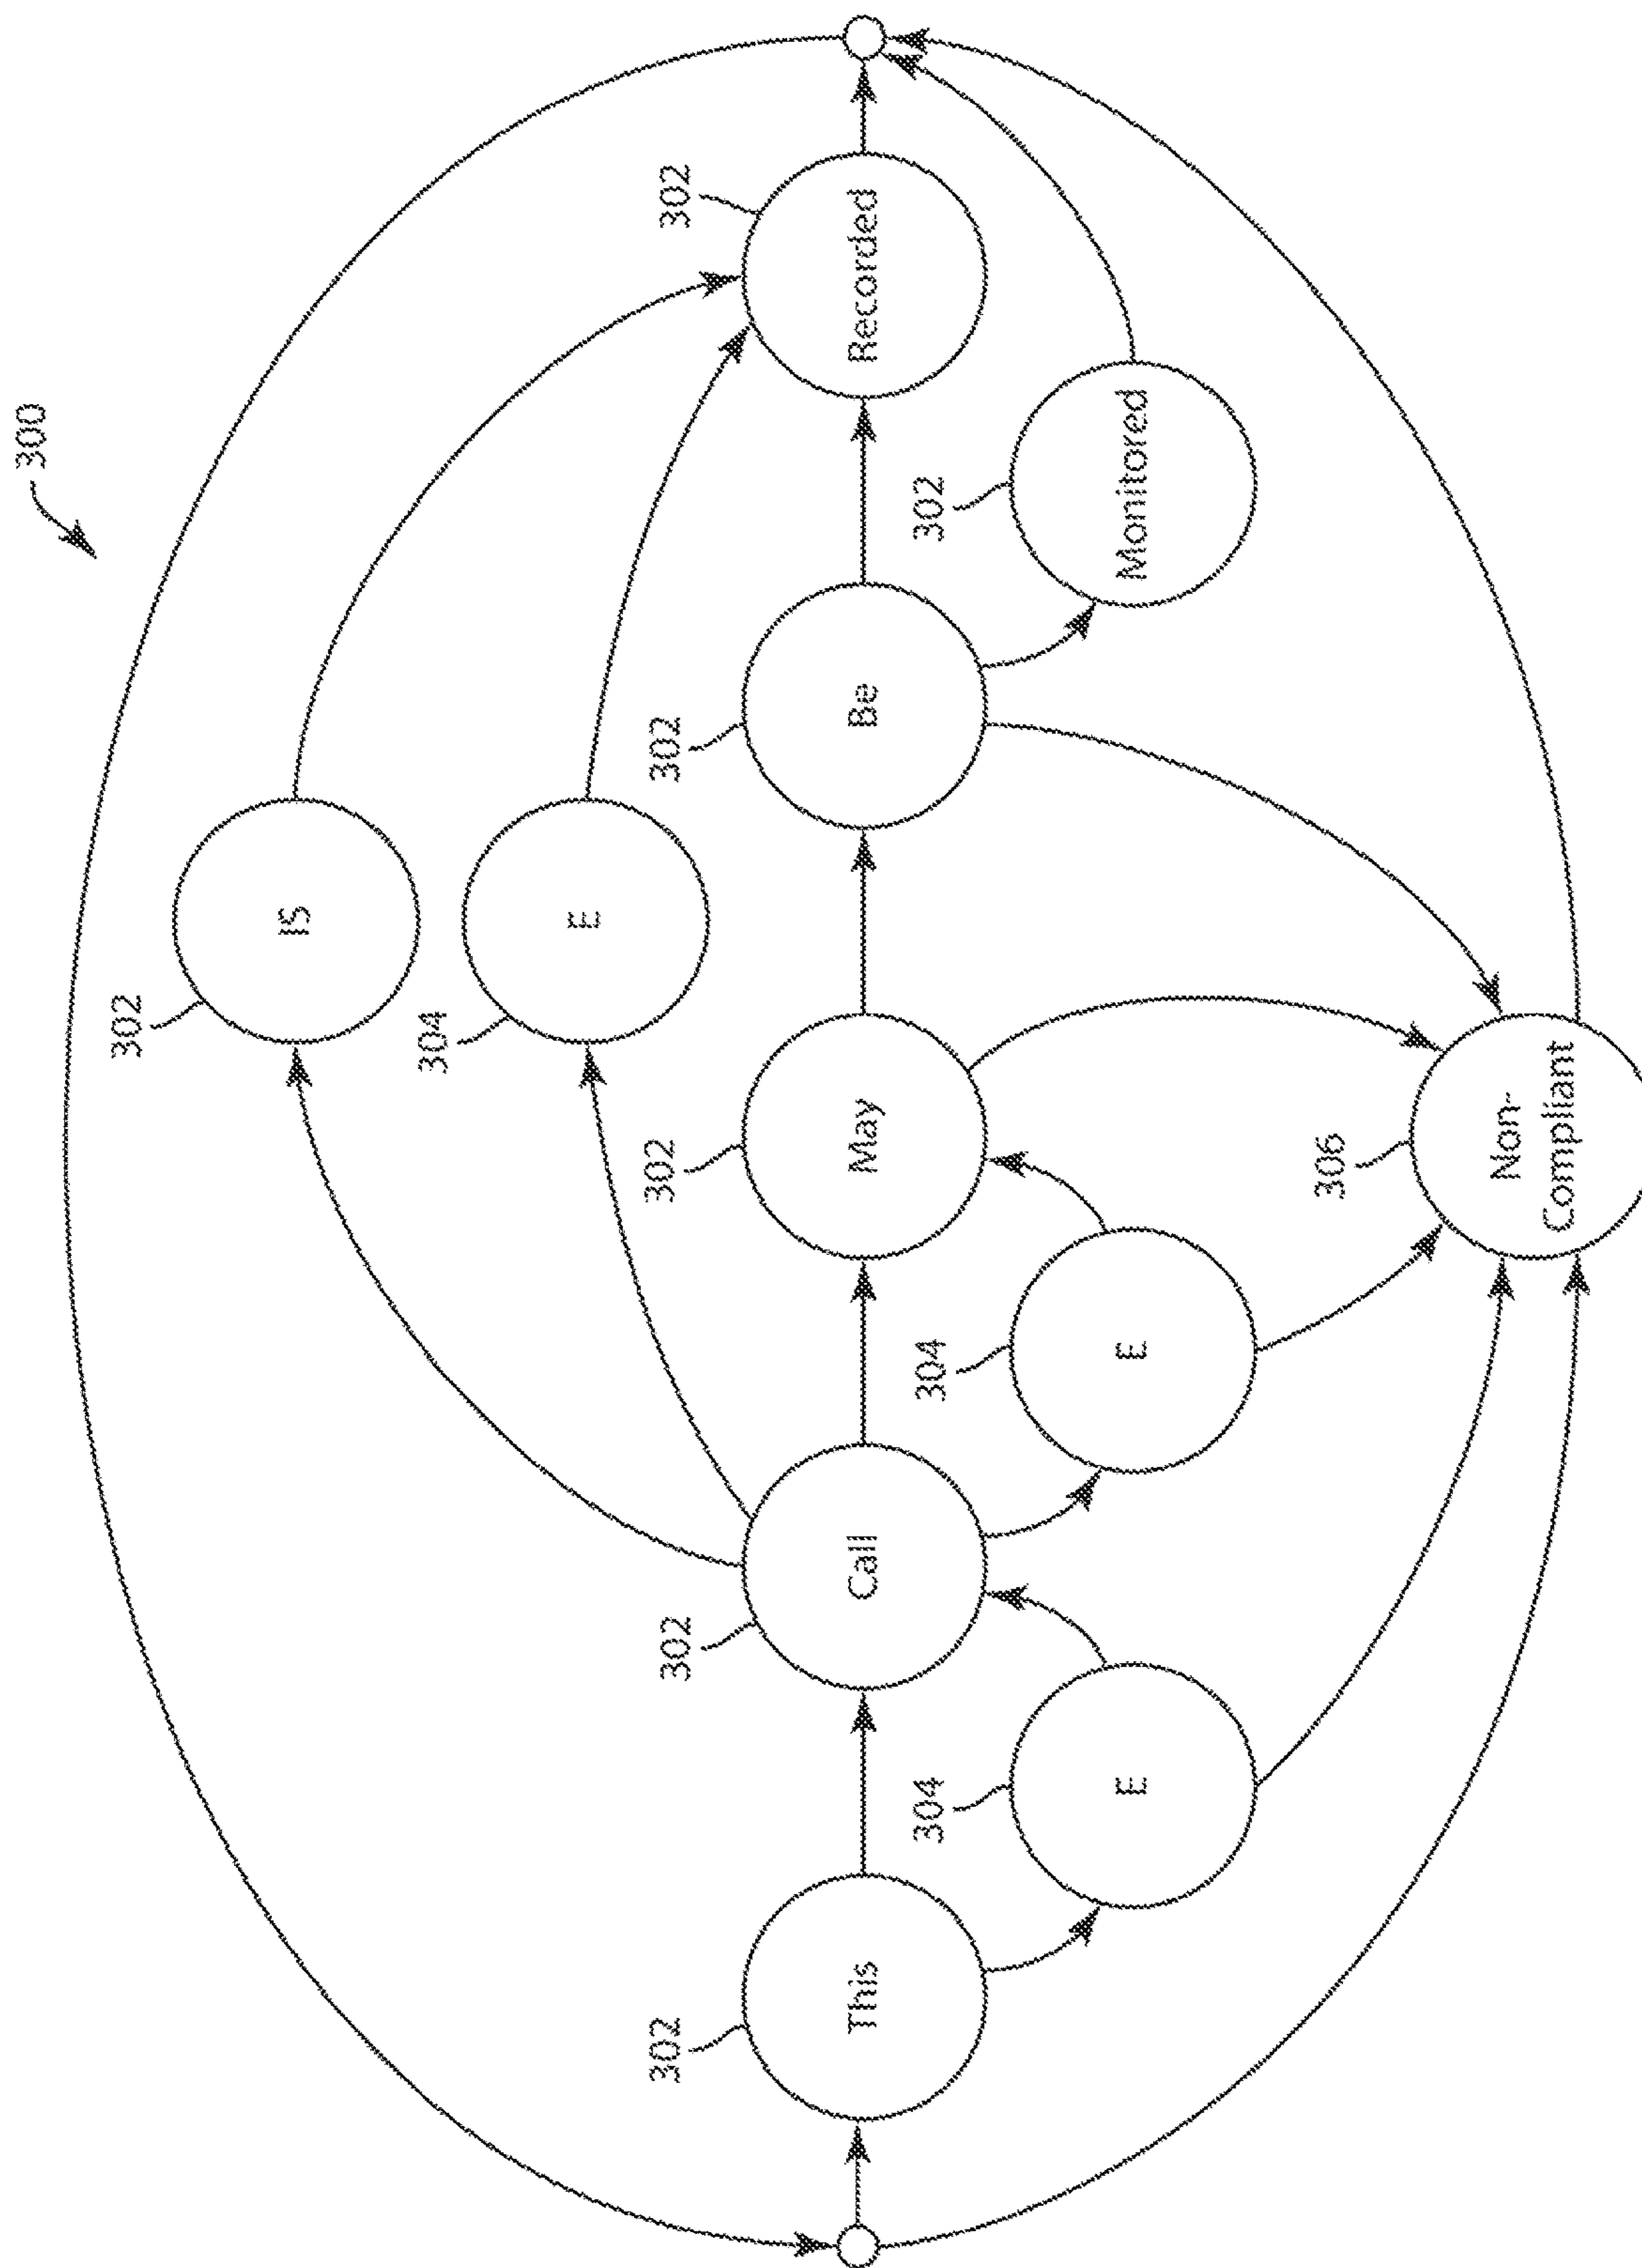 300
302
IS
304
E
302
This
302
Call
302
May
302
Be
302
Recorded
304
E
304
E
302
Monitored
306
Non-
Compliant